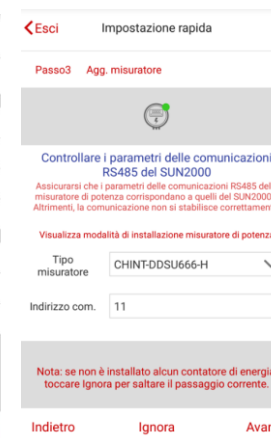 Esci Impostazione rapida
Passo3 Agg. misuratore
Controllare i parametri delle comunicazioni
RS485 del SUN2000
Assicurarsi che i parametri delle comunicazioni RS485 del
misuratore di potenza corrispondano a quelli del SUN2000.
Altrimenti, la comunicazione non si stabilisce correttamen
Visualizza modalità di installazione misuratore di potenza
Tipo
misuratore
CHINT-DDSU666-H
Indirizzo com. 11
Nota: se non è installato alcun contatore di energia
toccare Ignora per saltare il passaggio corrente.
Indietro Ignora Avan